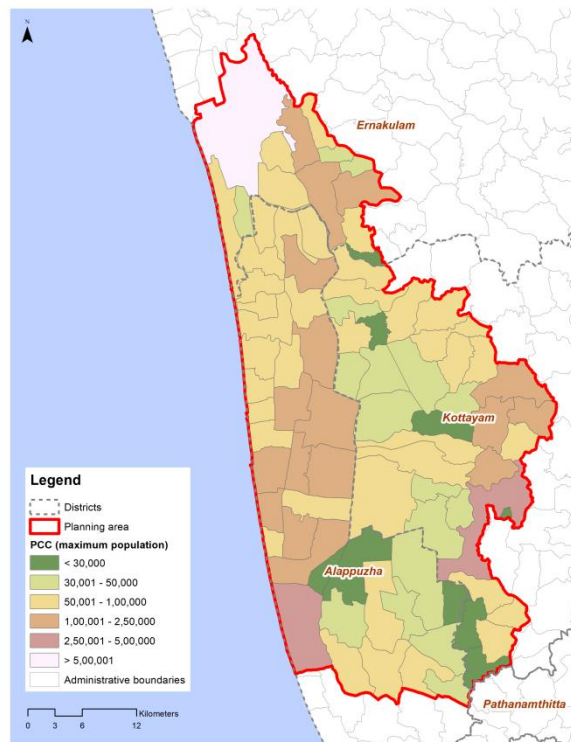 N
Ernakulam
Kottayam
Alappuzha
Pathanamthitta
Legend
Districts
Planning area
PCC (maximum population)
< 30,000
30,001 - 50,000
50,001 - 1,00,000
1,00,001 - 2,50,000
2,50,001 - 5,00,000
> 5,00,001
Administrative boundaries
0 3 6 12 Kilometers